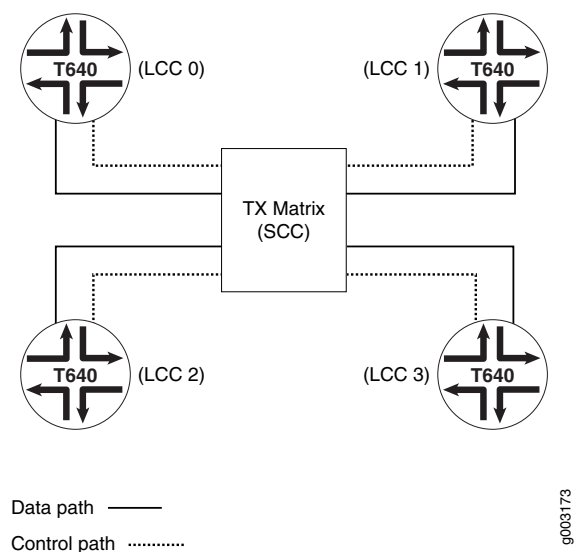 T640
(LCC 0)
(LCC 1)
T640
TX Matrix
(SCC)
T640
(LCC 2)
(LCC 3)
T640
Data path
Control path
g003173